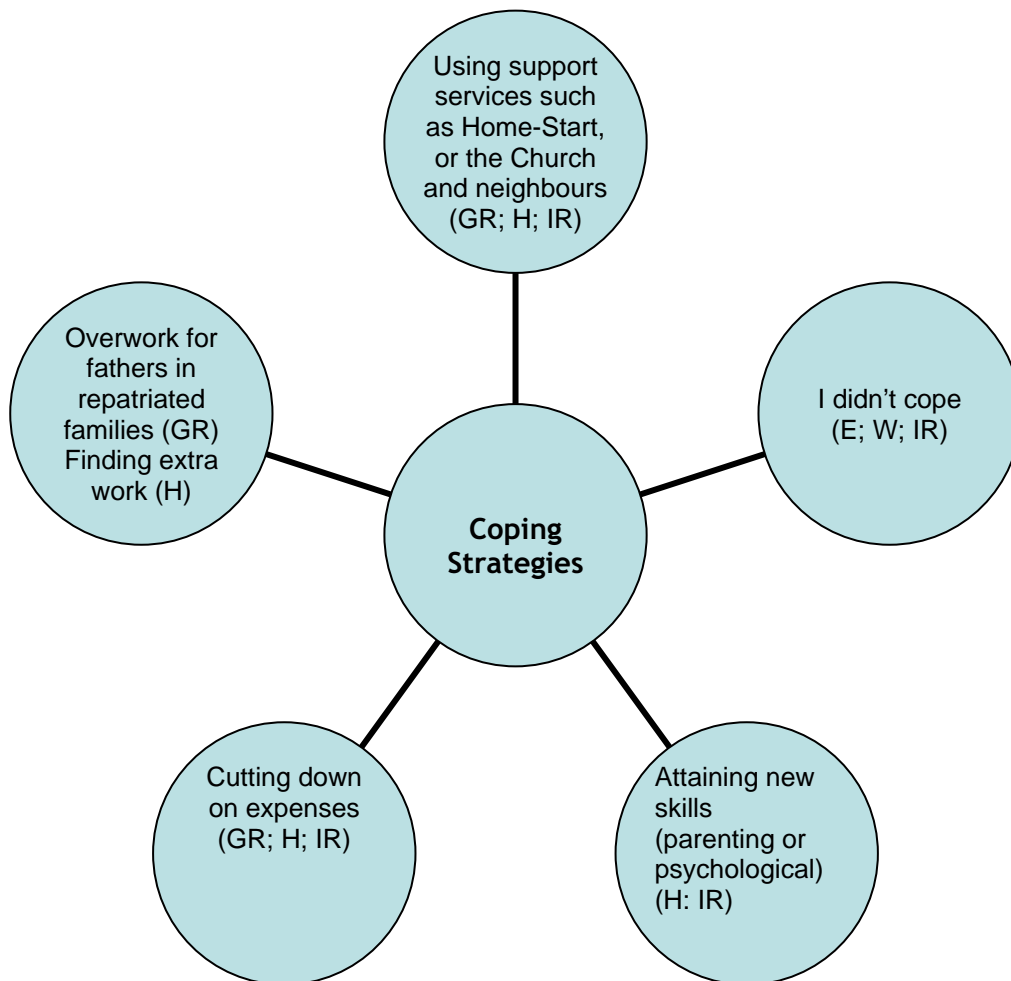 Using support
services such
as Home-Start,
or the Church
and neighbours
(GR; H; IR)
Overwork for
fathers in
repatriated
families (GR)
Finding extra
work (H)
I didn’t cope
(E; W; IR)
Coping
Strategies
Cutting down
on expenses
(GR; H; IR)
Attaining new
skills
(parenting or
psychological)
(H: IR)